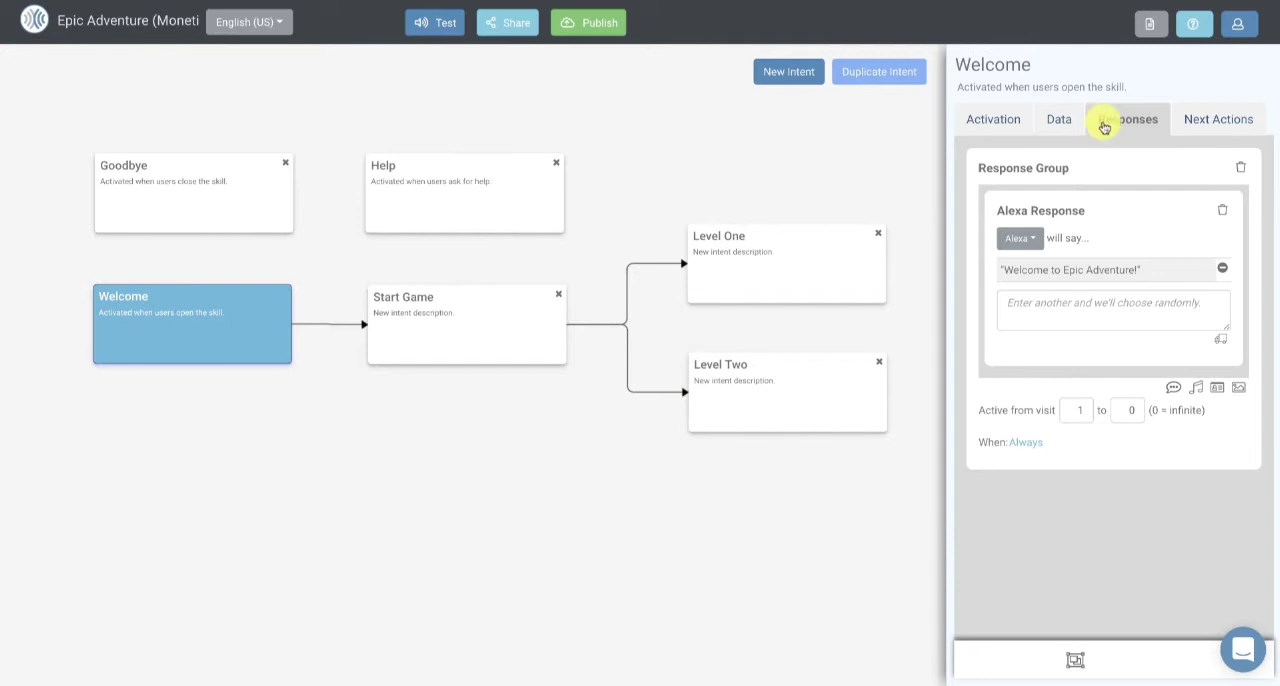 Epic Adventure (Moneti
English (US)
Test
Share
Publish
New Intent
Duplicate Intent
Goodbye
Activated when users close the skill.
Help
Activated when users ask for help.
Level One
New intent description.
Welcome
Activated when users open the skill.
Start Game
New intent description.
Level Two
New intent description.
Welcome
Activated when users open the skill.
Activation
Data
Responses
Next Actions
Response Group
Alexa Response
Alexa will say...
"Welcome to Epic Adventure!"
Enter another and we'll choose randomly.
Active from visit 1 to 0 (0 = infinite)
When: Always